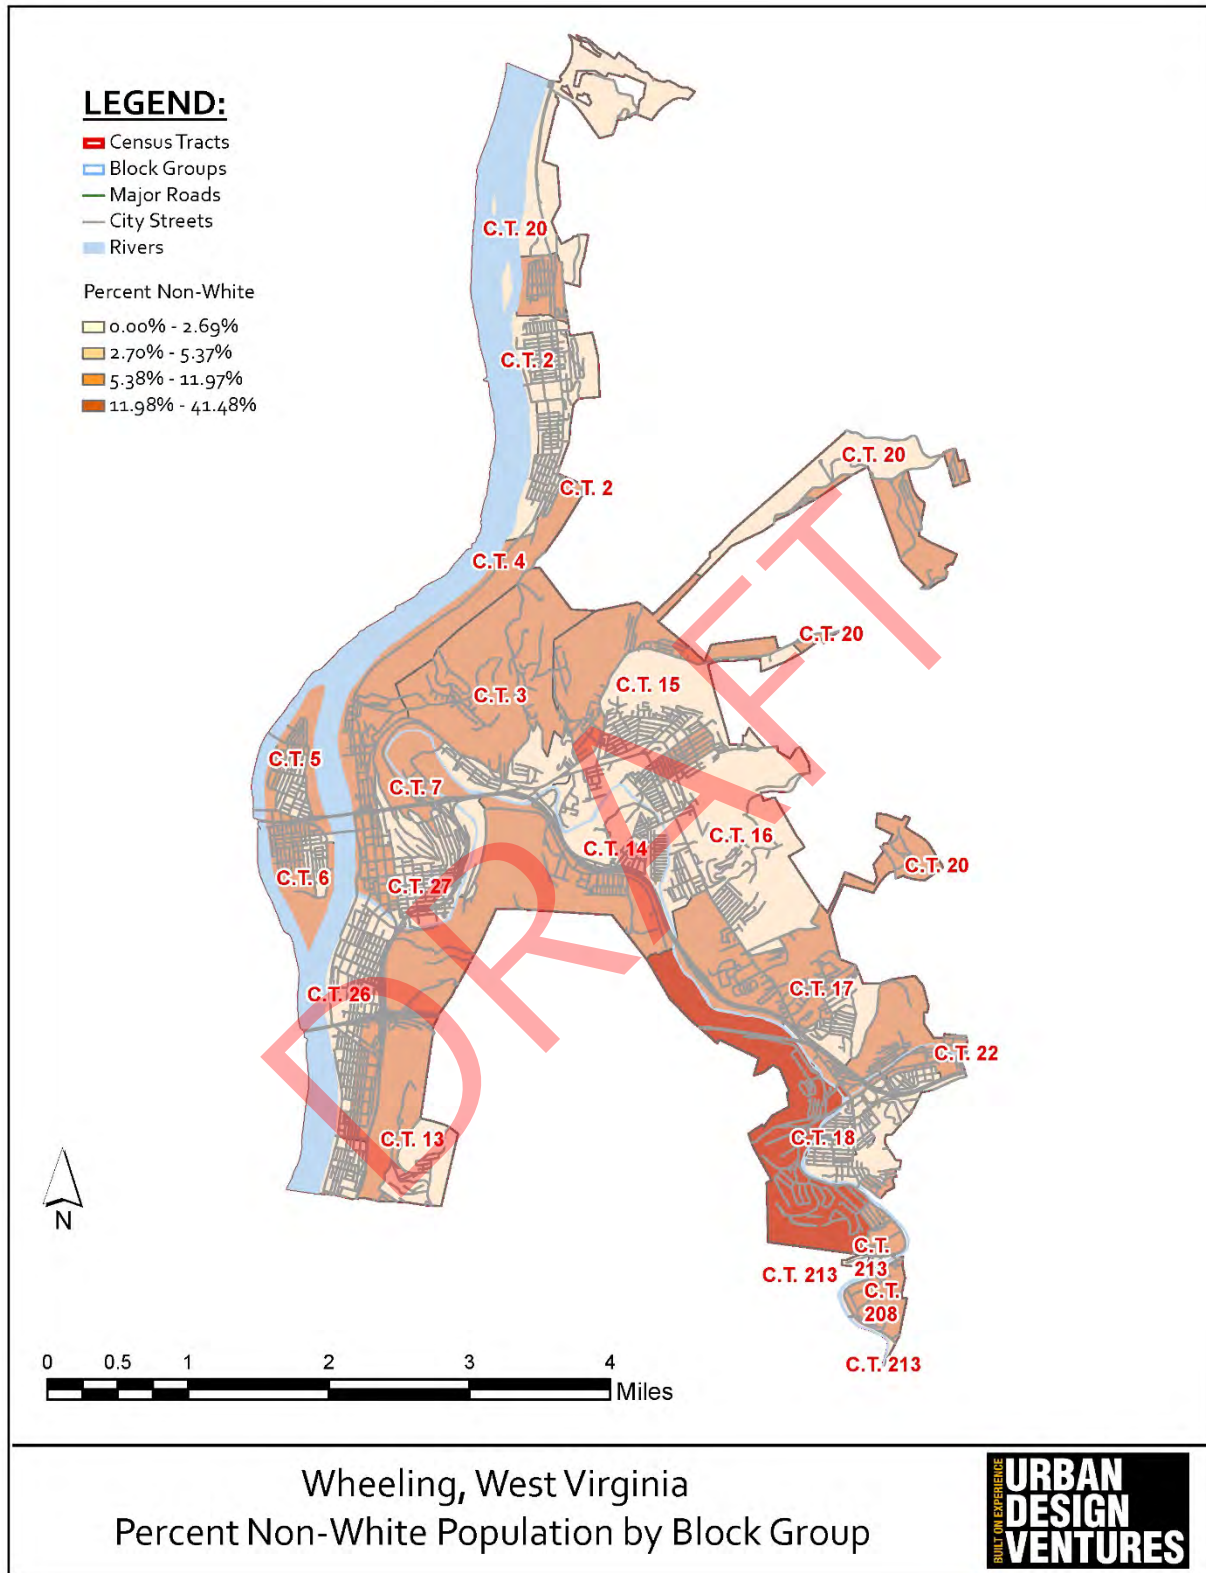 LEGEND:
Census Tracts
Block Groups
Major Roads
City Streets
Rivers
Percent Non-White
0.00% - 2.69%
2.70% - 5.37%
5.38% - 11.97%
11.98% - 41.48%
C.T. 20
C.T. 2
C.T. 20
C.T. 2
C.T. 4
C.T. 20
C.T. 15
C.T. 3
C.T. 5
C.T. 7
C.T. 16
C.T. 14
C.T. 20
C.T. 6
C.T. 27
C.T. 17
C.T. 26
C.T. 22
C.T. 18
C.T. 13
C.T.
213
C.T. 213
C.T.
208
C.T. 213
DRAFT
N
0 0.5 1 2 3 4
Miles
Wheeling, West Virginia
Percent Non-White Population by Block Group
BUILT ON EXPERIENCE
URBAN
DESIGN
VENTURES